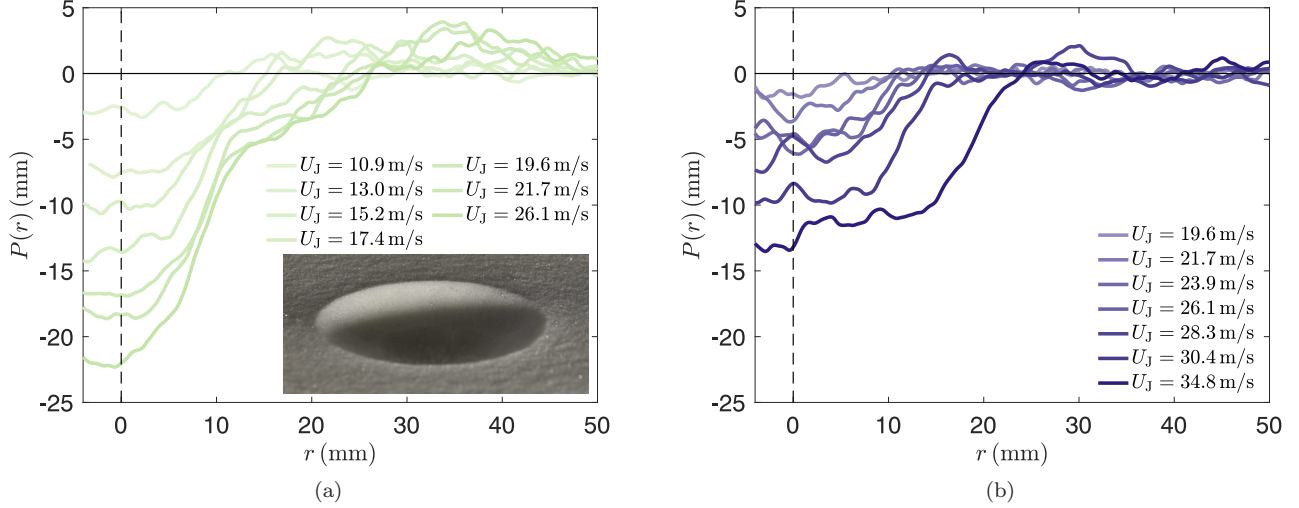 5
0
-5
-10
-15
-20
-25
P(r) (mm)
0 10 20 30 40 50
r (mm)
U_J = 10.9 m/s U_J = 19.6 m/s
U_J = 13.0 m/s U_J = 21.7 m/s
U_J = 15.2 m/s U_J = 26.1 m/s
U_J = 17.4 m/s
(a)
5
0
-5
-10
-15
-20
-25
P(r) (mm)
0 10 20 30 40 50
r (mm)
U_J = 19.6 m/s
U_J = 21.7 m/s
U_J = 23.9 m/s
U_J = 26.1 m/s
U_J = 28.3 m/s
U_J = 30.4 m/s
U_J = 34.8 m/s
(b)